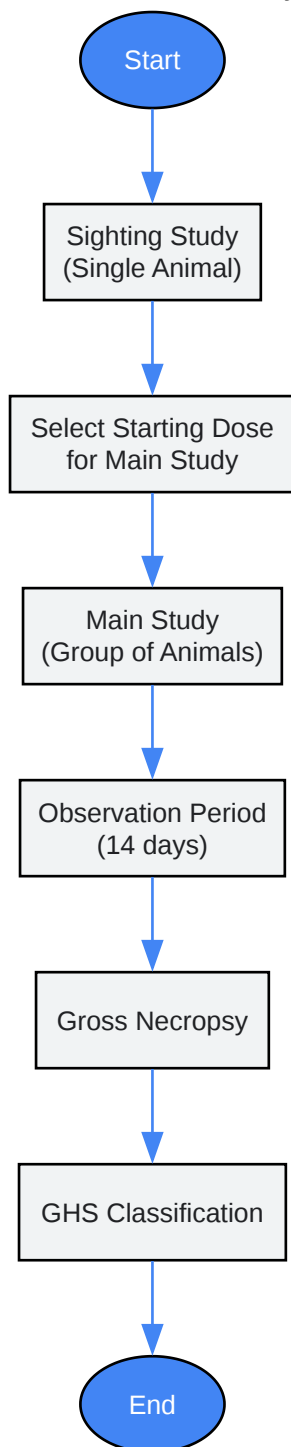 Start
Sighting Study
(Single Animal)
Select Starting Dose
for Main Study
Main Study
(Group of Animals)
Observation Period
(14 days)
Gross Necropsy
GHS Classification
End